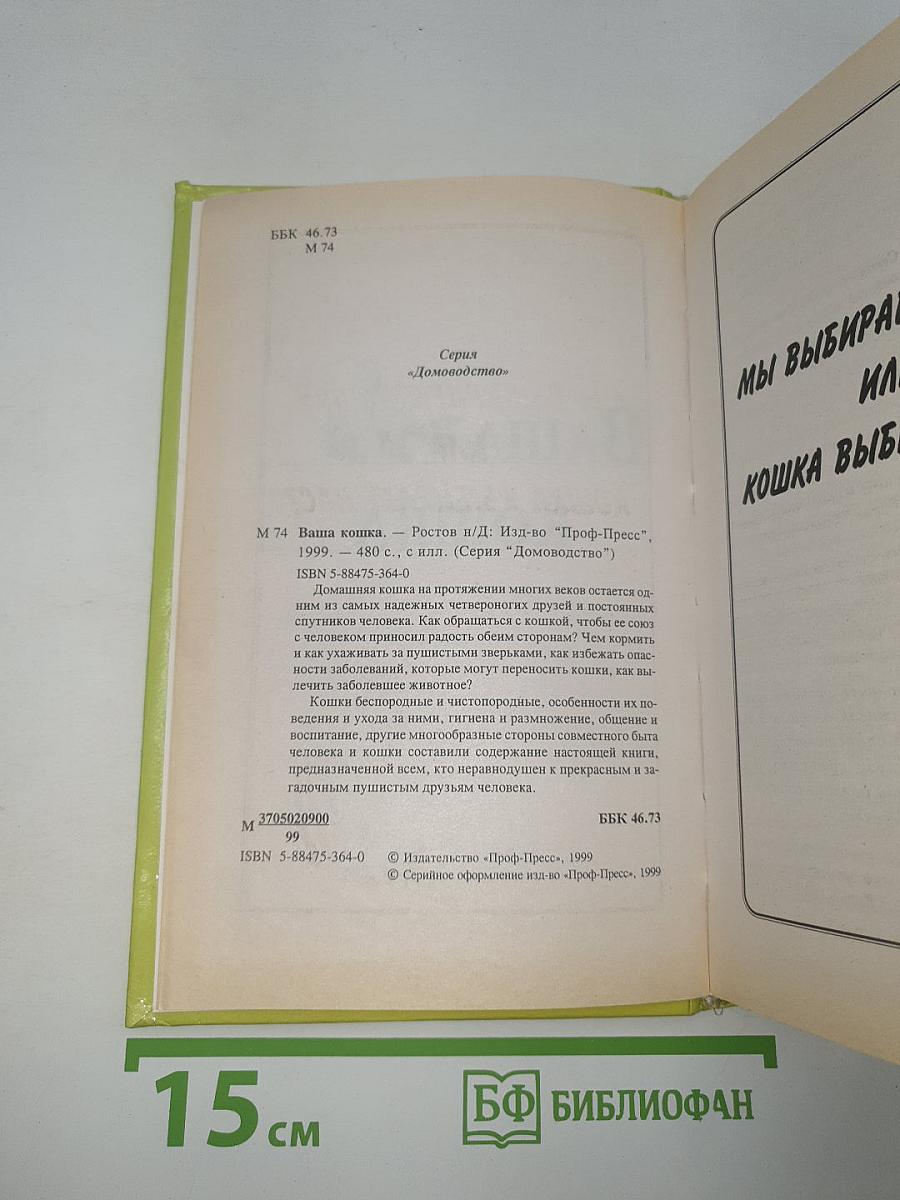 ББК 46.73
М 74
Серия
«Домоводство»
М 74 Ваша кошка. — Ростов н/Д: Изд-во "Проф-Пресс",
1999. — 480 с., с илл. (Серия "Домоводство")
ISBN 5-88475-364-0
Домашняя кошка на протяжении многих веков остается од-
ним из самых надежных четвероногих друзей и постоянных
спутников человека. Как обращаться с кошкой, чтобы ее союз
с человеком приносил радость обеим сторонам? Чем кормить
и как ухаживать за пушистыми зверьками, как избежать опас-
ности заболеваний, которые могут переносить кошки, как вы-
лечить заболевшее животное?
Кошки беспородные и чистопородные, особенности их по-
ведения и ухода за ними, гигиена и размножение, общение и
воспитание, другие многообразные стороны совместного быта
человека и кошки составили содержание настоящей книги,
предназначенной всем, кто неравнодушен к прекрасным и за-
гадочным пушистым друзьям человека.
М 3705020900
99
ББК 46.73
ISBN 5-88475-364-0
© Издательство «Проф-Пресс», 1999
© Серийное оформление изд-во «Проф-Пресс», 1999
МЫ ВЫБИРАЕ
ИЛ
КОШКА ВЫБ
15 см
БФ БИБЛИОФАН